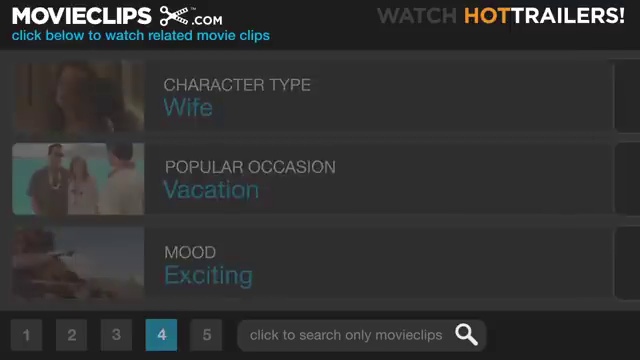 MOVIECLIPS .COM
WATCH HOTTRAILERS!
click below to watch related movie clips
CHARACTER TYPE
Wife
POPULAR OCCASION
Vacation
MOOD
Exciting
1 2 3 4 5 click to search only movieclips